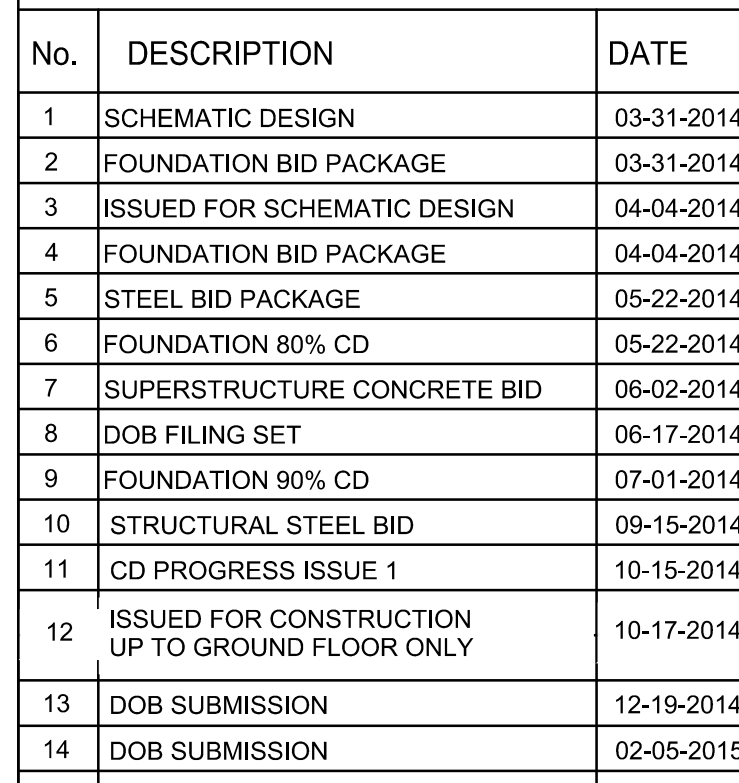 No. DESCRIPTION DATE
1 SCHEMATIC DESIGN 03-31-2014
2 FOUNDATION BID PACKAGE 03-31-2014
3 ISSUED FOR SCHEMATIC DESIGN 04-04-2014
4 FOUNDATION BID PACKAGE 04-04-2014
5 STEEL BID PACKAGE 05-22-2014
6 FOUNDATION 80% CD 05-22-2014
7 SUPERSTRUCTURE CONCRETE BID 06-02-2014
8 DOB FILING SET 06-17-2014
9 FOUNDATION 90% CD 07-01-2014
10 STRUCTURAL STEEL BID 09-15-2014
11 CD PROGRESS ISSUE 1 10-15-2014
12 ISSUED FOR CONSTRUCTION
UP TO GROUND FLOOR ONLY 10-17-2014
13 DOB SUBMISSION 12-19-2014
14 DOB SUBMISSION 02-05-2015